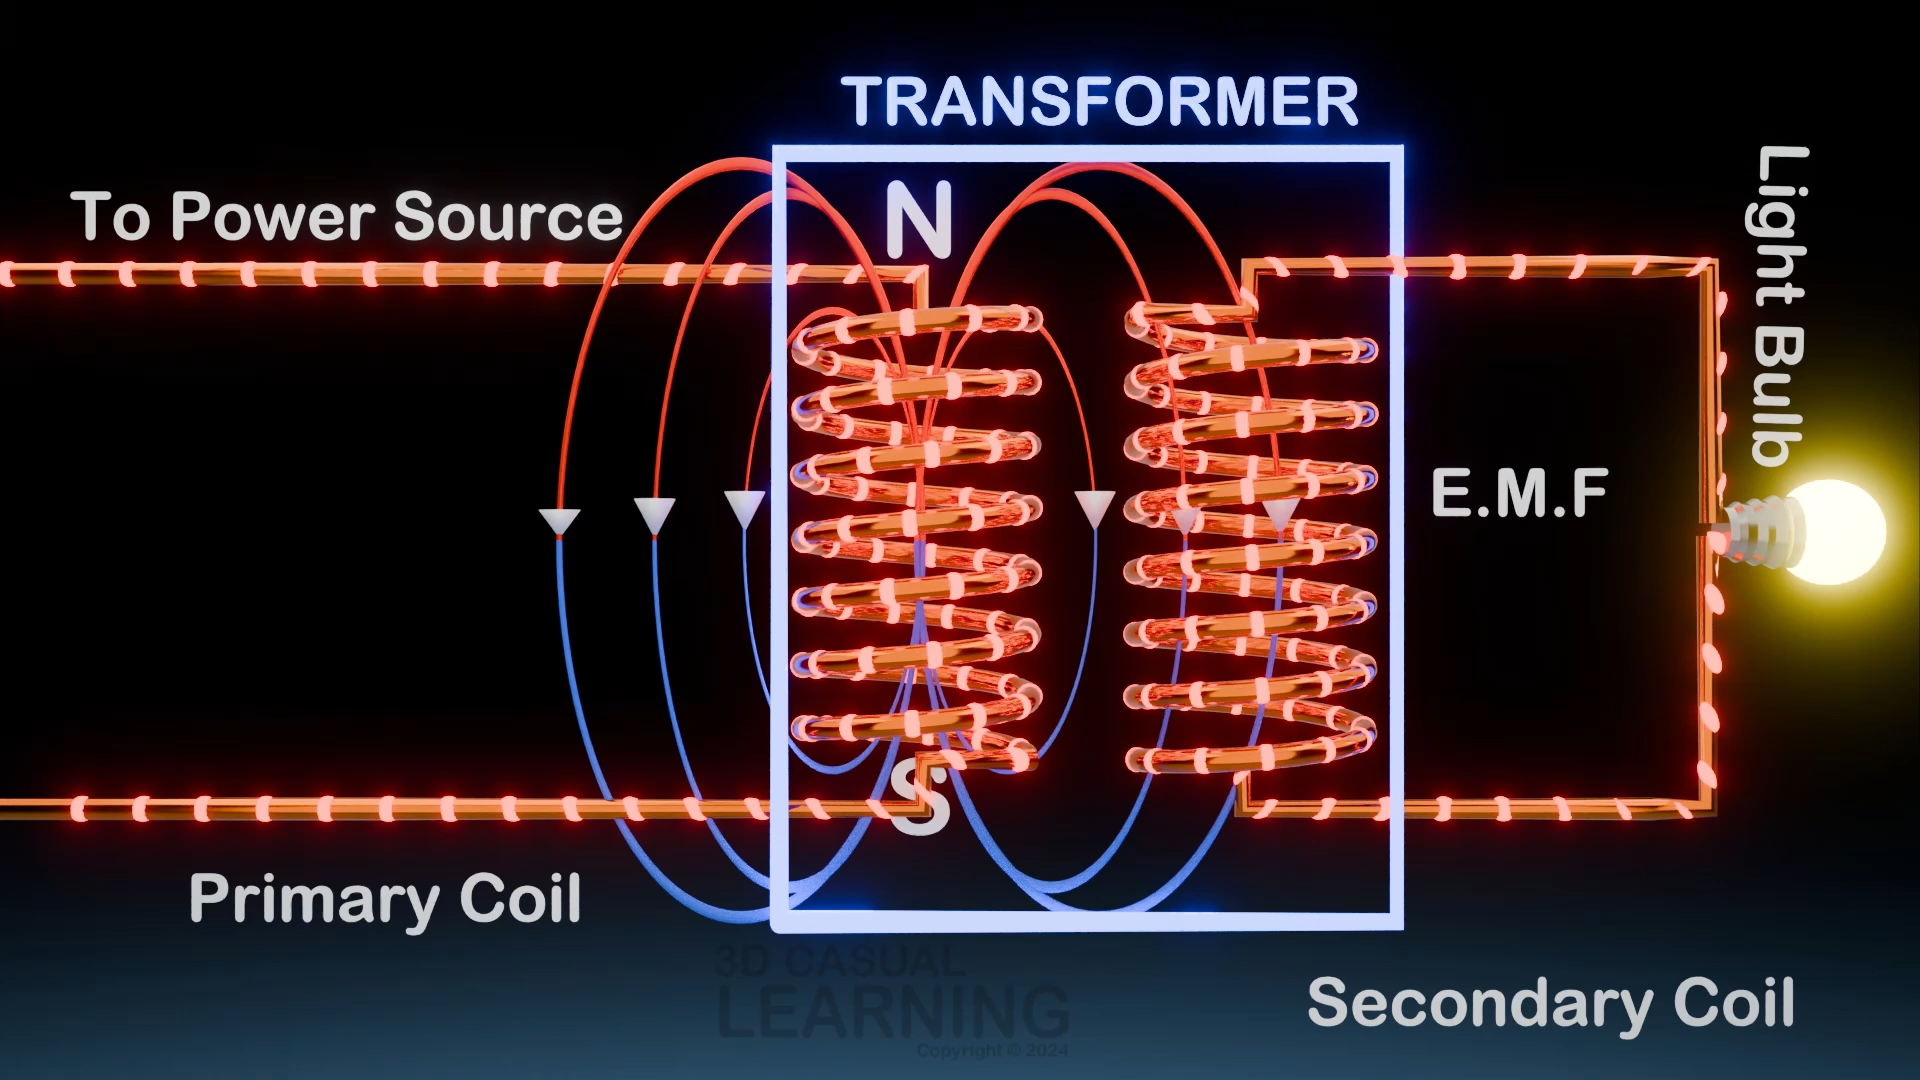 TRANSFORMER
To Power Source
N
Light Bulb
E.M.F
S
Primary Coil
3D CASUAL
LEARNING
Copyright © 2024
Secondary Coil